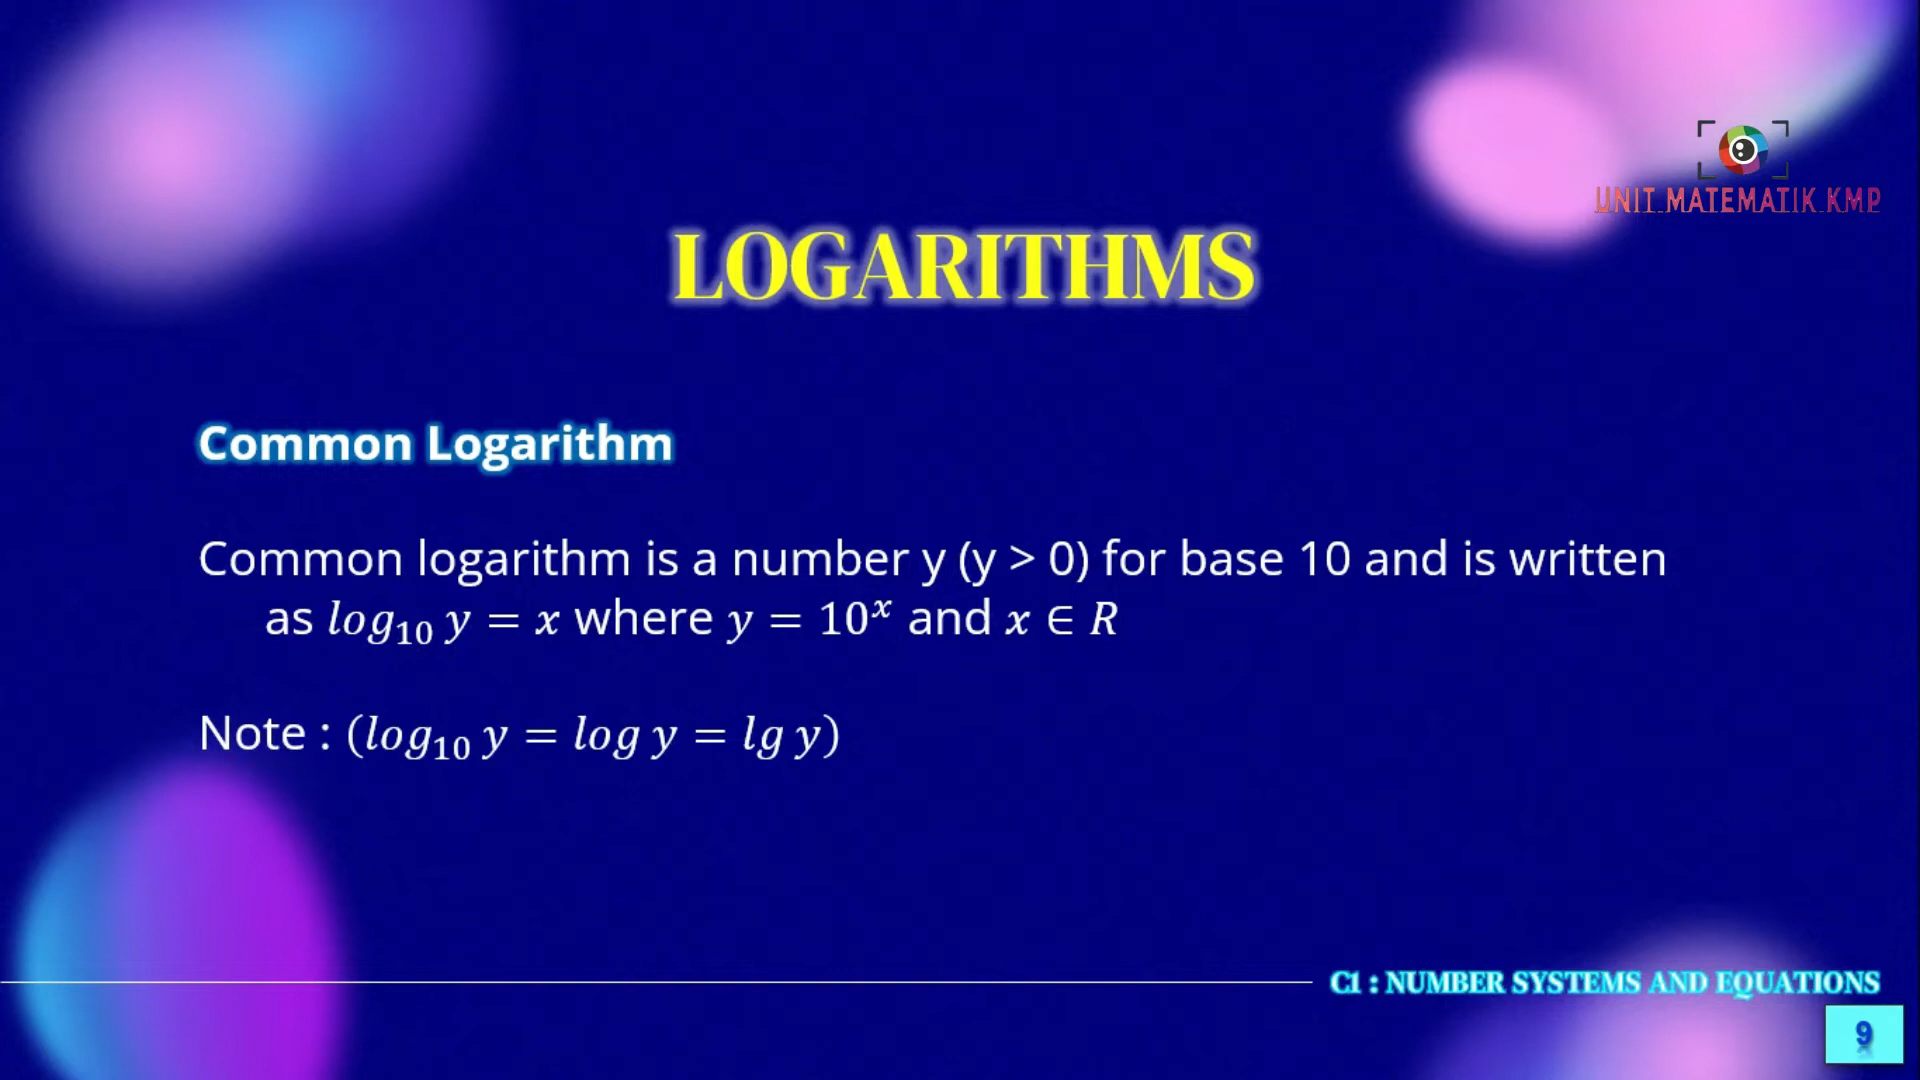 UNIT MATEMATIK KMP
LOGARITHMS
Common Logarithm
Common logarithm is a number y (y > 0) for base 10 and is written
as log₁₀ y = x where y = 10ˣ and x ∈ R
Note : (log₁₀ y = log y = lg y)
C1 : NUMBER SYSTEMS AND EQUATIONS
9